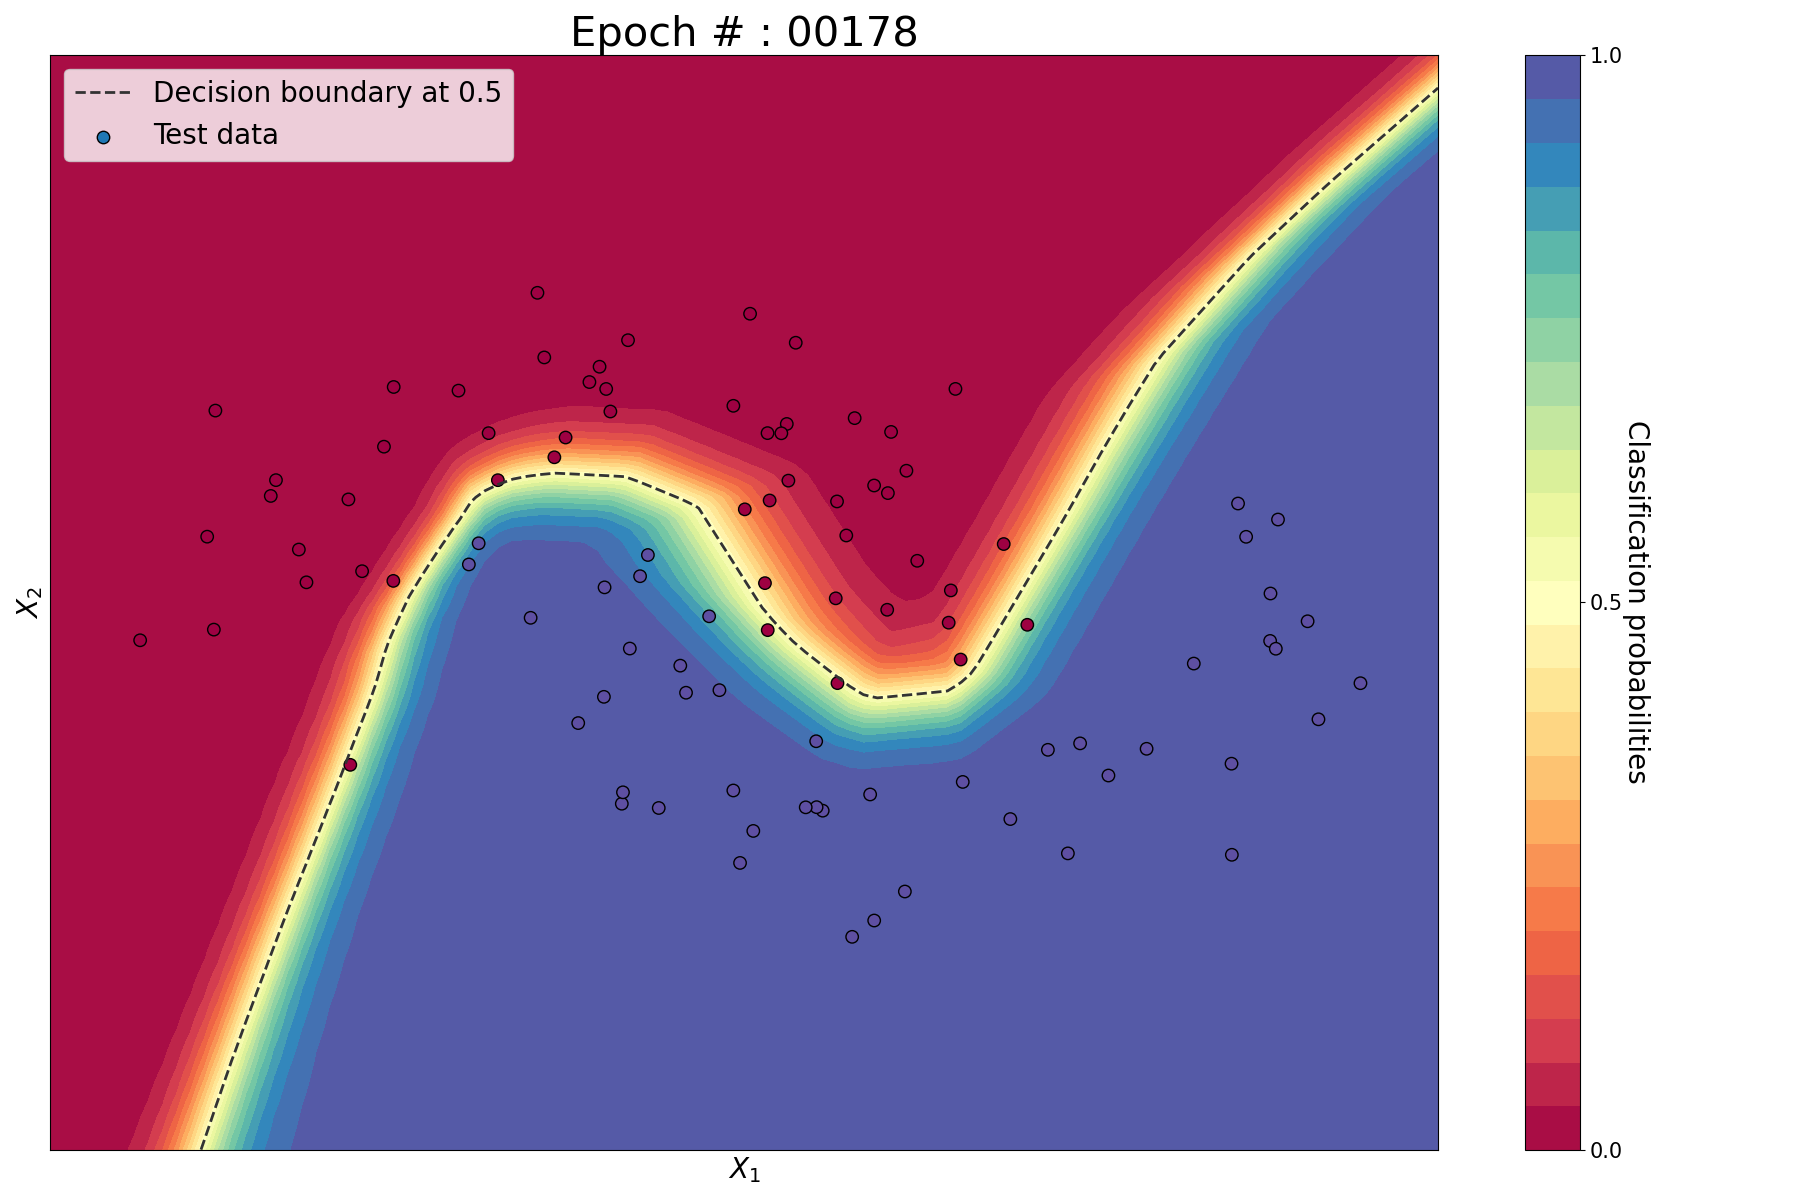 Epoch # : 00178
Decision boundary at 0.5
Test data
1.0
0.5
0.0
Classification probabilities
X₂
X₁